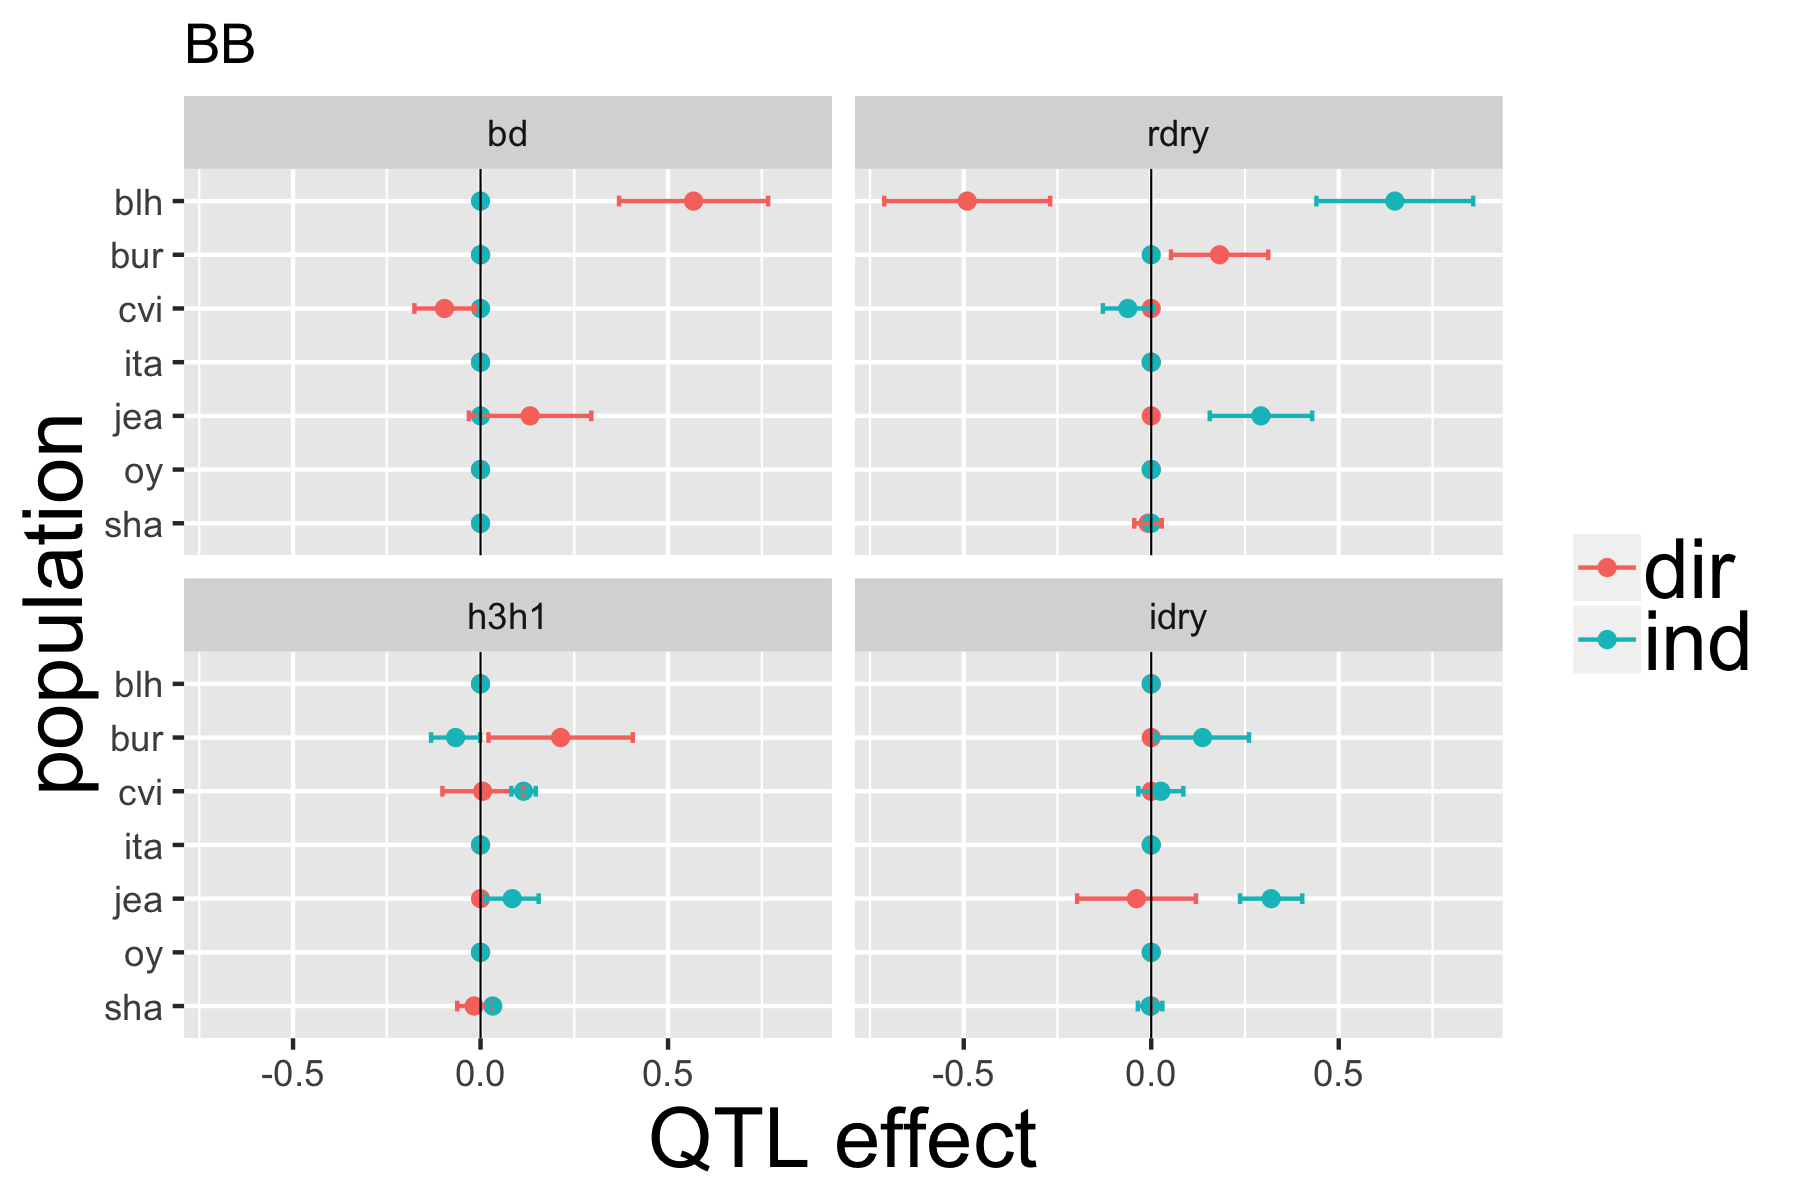 BB
bd
rdry
blh
bur
cvi
ita
jea
oy
sha
h3h1
idry
blh
bur
cvi
ita
jea
oy
sha
-0.5 0.0 0.5
-0.5 0.0 0.5
QTL effect
population
dir
ind